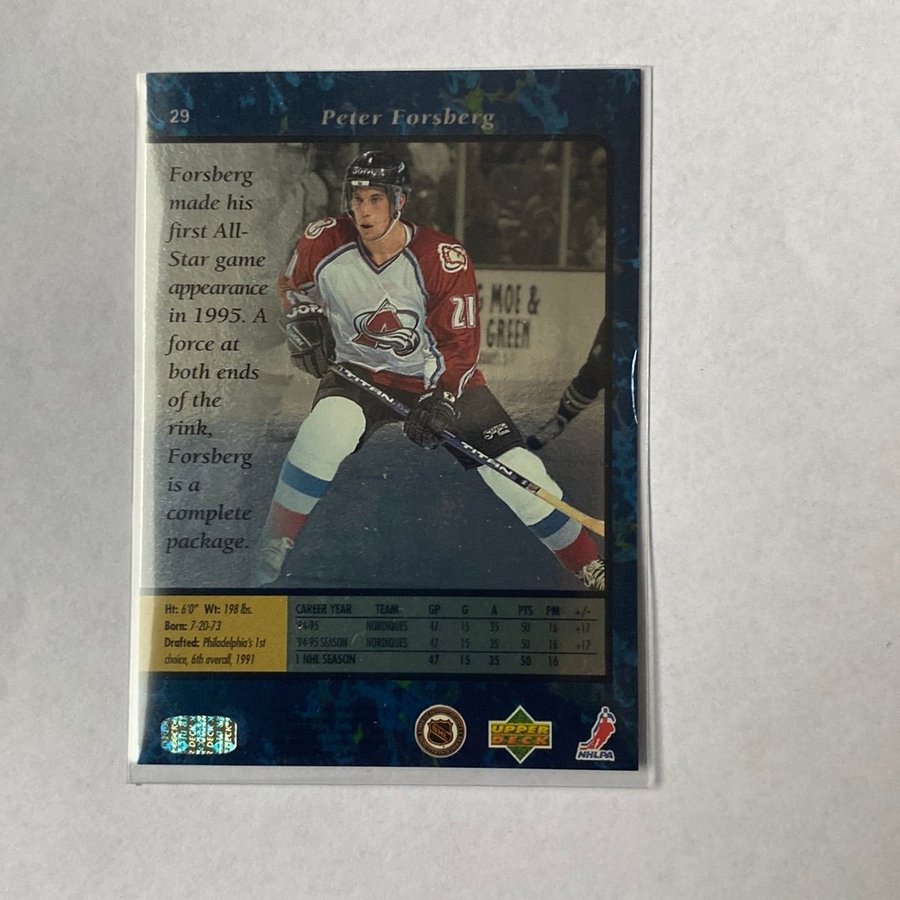 29
Peter Forsberg
Forsberg
made his
first All-
Star game
appearance
in 1995. A
force at
both ends
of the
rink,
Forsberg
is a
complete
package.
JOFA
21
MOE &
GREEN
TITAN
TITAN
Ht: 6'0" Wt: 198 lbs.
Born: 7-20-73
Drafted: Philadelphia's 1st
choice, 6th overall, 1991
CAREER YEAR TEAM GP G A PTS PM +/-
'94-95 NORDIQUES 47 15 35 50 16 +17
'94-95 SEASON NORDIQUES 47 15 35 50 16 +17
1 NHL SEASON 47 15 35 50 16
NHL
UPPER
DECK
NHLPA